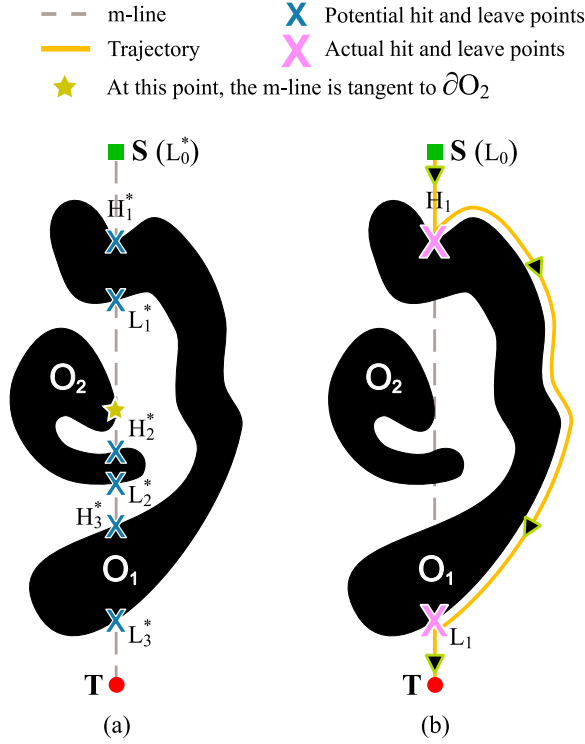 m-line
Potential hit and leave points
Trajectory
Actual hit and leave points
At this point, the m-line is tangent to ∂O₂
S (L₀*)
H₁*
L₁*
O₂
H₂*
L₂*
H₃*
O₁
L₃*
T
(a)
S (L₀)
H₁
O₂
O₁
L₁
T
(b)